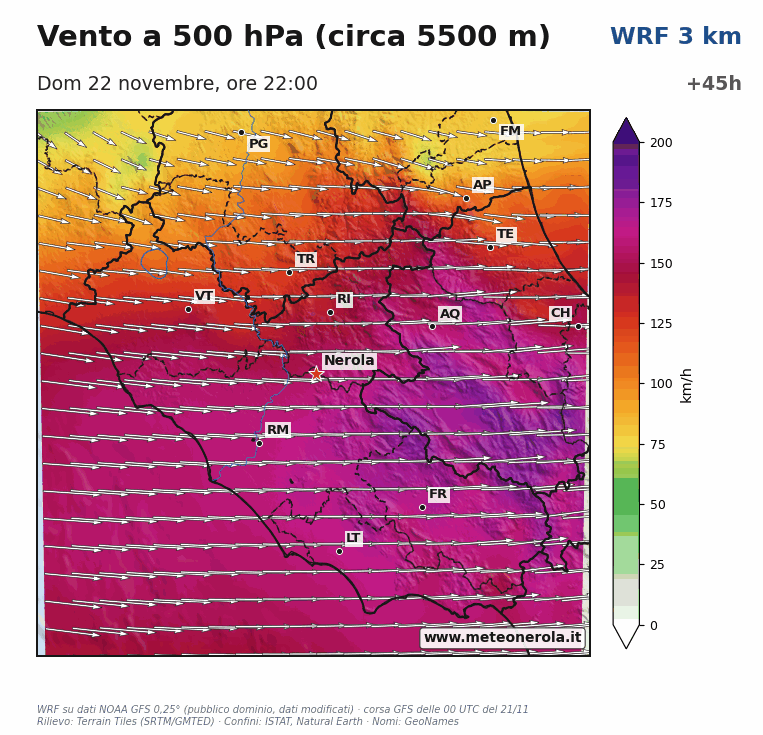 Vento a 500 hPa (circa 5500 m)
WRF 3 km
Dom 22 novembre, ore 22:00
+45h
PG
FM
AP
TE
TR
VT
RI
AQ
CH
Nerola
RM
FR
LT
www.meteonerola.it
200
175
150
125
100
75
50
25
0
km/h
WRF su dati NOAA GFS 0,25° (pubblico dominio, dati modificati) · corsa GFS delle 00 UTC del 21/11
Rilievo: Terrain Tiles (SRTM/GMTED) · Confini: ISTAT, Natural Earth · Nomi: GeoNames